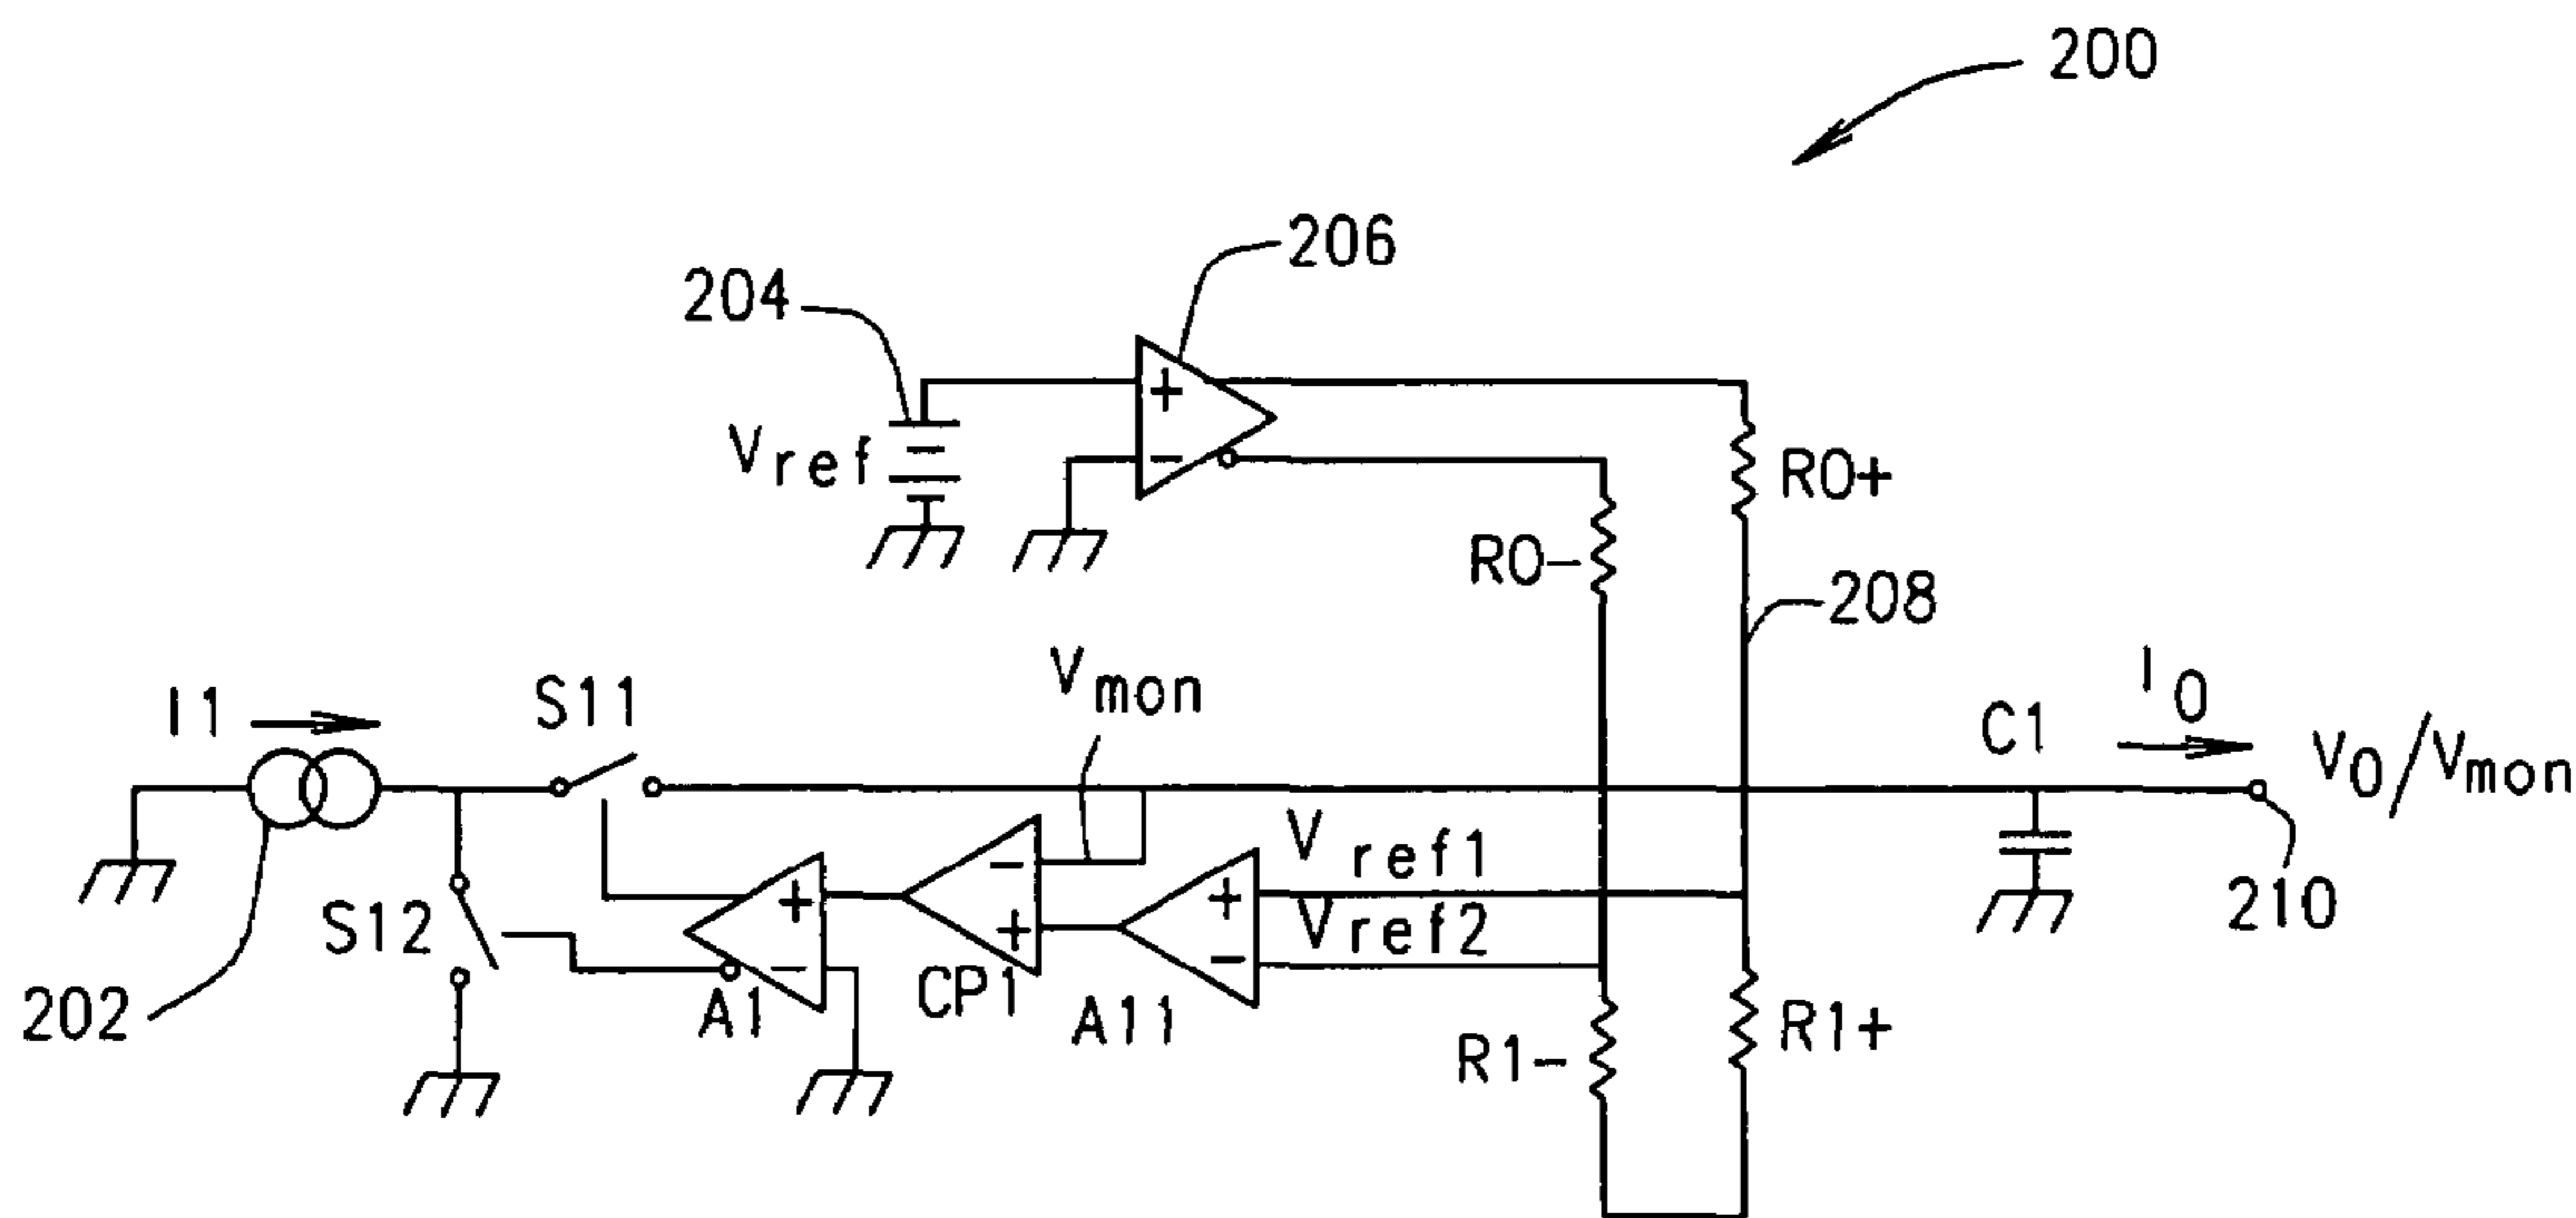 200
206
204
Vref
+
−
R0+
R0−
208
Vmon
I1
S11
C1
I0
V0/Vmon
Vref1
Vref2
−
+
+
−
+
−
S12
202
A1
CP1
A11
R1−
R1+
210